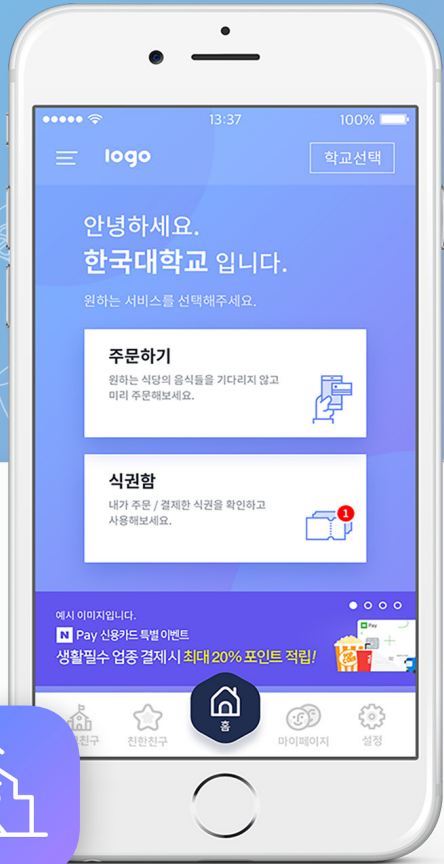 13:37
100%
logo
학교선택
안녕하세요.
한국대학교 입니다.
원하는 서비스를 선택해주세요.
주문하기
원하는 식당의 음식들을 기다리지 않고
미리 주문해보세요.
식권함
내가 주문 / 결제한 식권을 확인하고
사용해보세요.
1
예시 이미지입니다.
N Pay 신용카드 특별 이벤트
생활필수 업종 결제시 최대 20% 포인트 적립!
N Pay
친구
친한친구
홈
마이페이지
설정